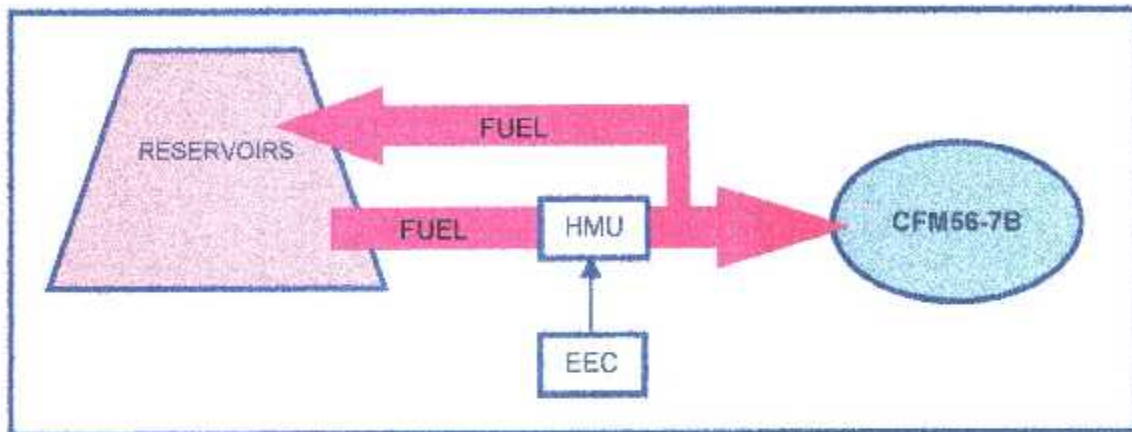 FUEL
RESERVOIRS
FUEL
HMU
CFM56-7B
EEC